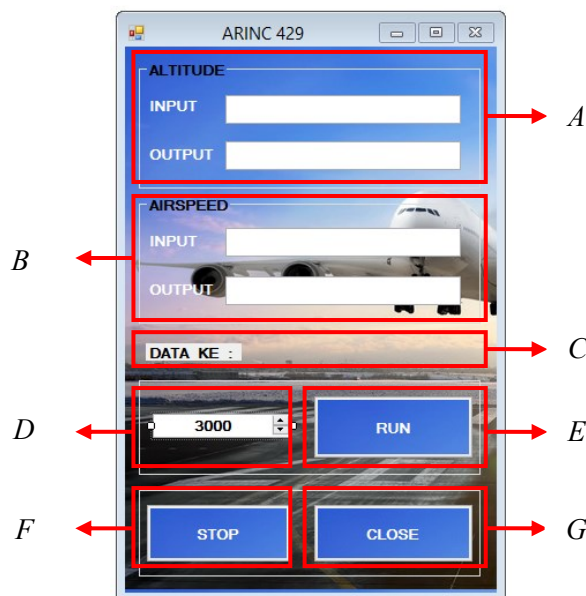 ARINC 429
ALTITUDE
INPUT
A
OUTPUT
AIRSPEED
INPUT
B
OUTPUT
DATA KE :
C
D
3000
RUN
E
F
STOP
CLOSE
G